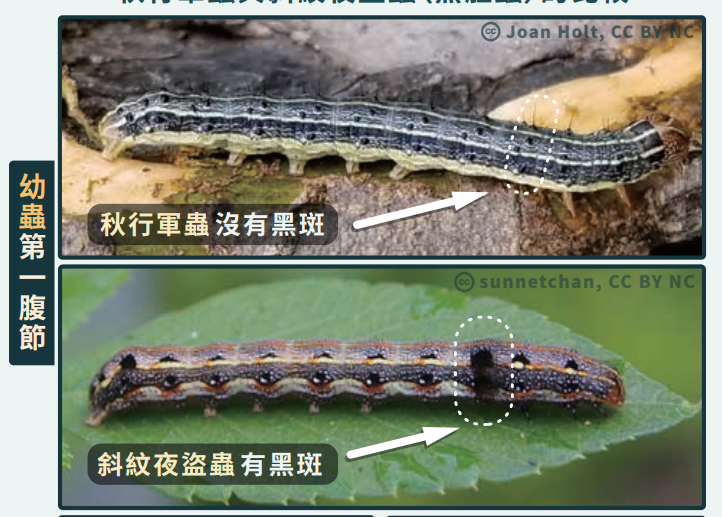 © Joan Holt, CC BY NC
幼蟲第一腹節
秋行軍蟲 沒有黑斑
© sunnetchan, CC BY NC
斜紋夜盜蟲 有黑斑